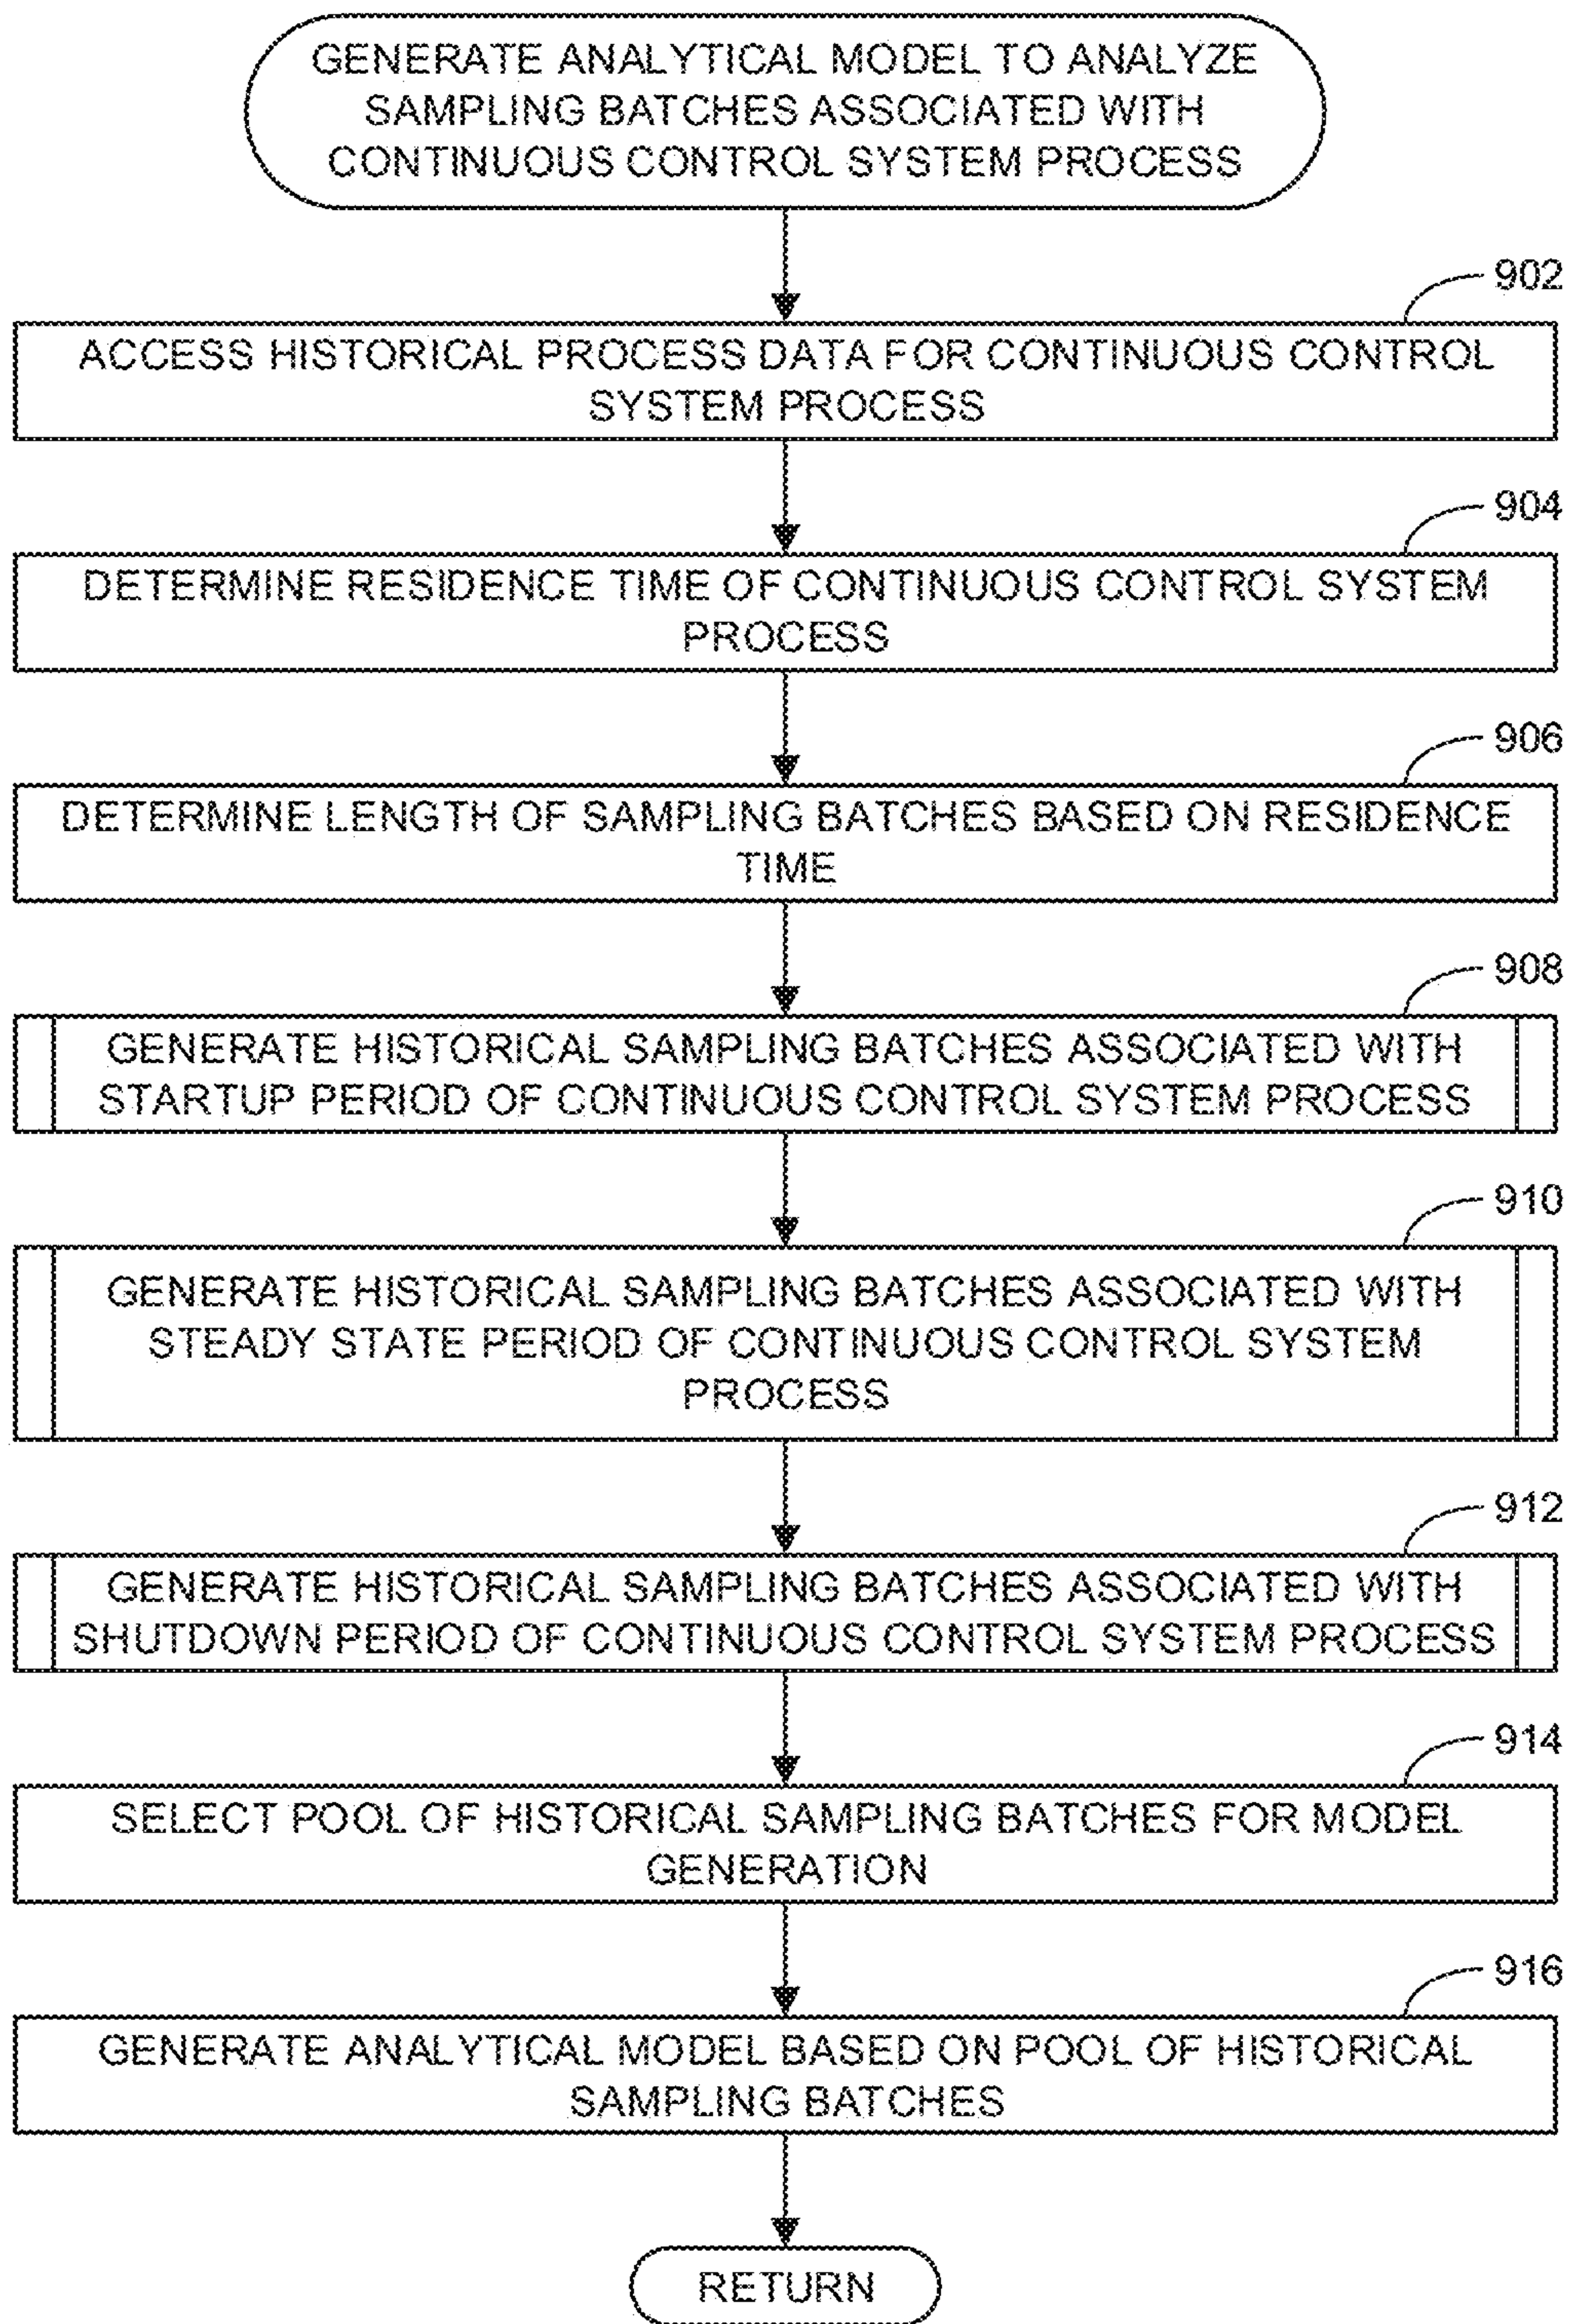 GENERATE ANALYTICAL MODEL TO ANALYZE
SAMPLING BATCHES ASSOCIATED WITH
CONTINUOUS CONTROL SYSTEM PROCESS
902
ACCESS HISTORICAL PROCESS DATA FOR CONTINUOUS CONTROL
SYSTEM PROCESS
904
DETERMINE RESIDENCE TIME OF CONTINUOUS CONTROL SYSTEM
PROCESS
906
DETERMINE LENGTH OF SAMPLING BATCHES BASED ON RESIDENCE
TIME
908
GENERATE HISTORICAL SAMPLING BATCHES ASSOCIATED WITH
STARTUP PERIOD OF CONTINUOUS CONTROL SYSTEM PROCESS
910
GENERATE HISTORICAL SAMPLING BATCHES ASSOCIATED WITH
STEADY STATE PERIOD OF CONTINUOUS CONTROL SYSTEM
PROCESS
912
GENERATE HISTORICAL SAMPLING BATCHES ASSOCIATED WITH
SHUTDOWN PERIOD OF CONTINUOUS CONTROL SYSTEM PROCESS
914
SELECT POOL OF HISTORICAL SAMPLING BATCHES FOR MODEL
GENERATION
916
GENERATE ANALYTICAL MODEL BASED ON POOL OF HISTORICAL
SAMPLING BATCHES
RETURN